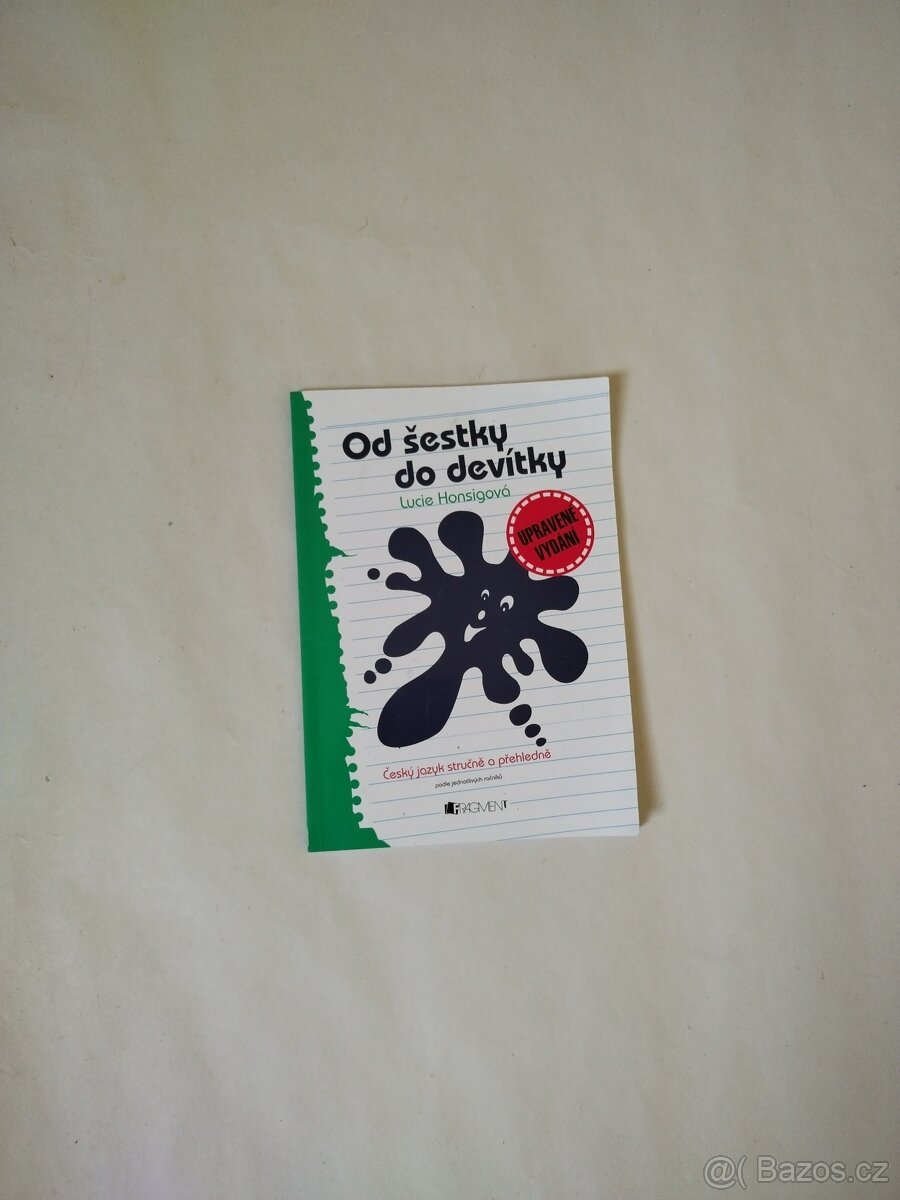 Od šestky
do devítky
Lucie Honsigová
UPRAVENÉ
VYDÁNÍ
Český jazyk stručně a přehledně
podle jednotlivých ročníků
FRAGMENT
@( Bazos.cz